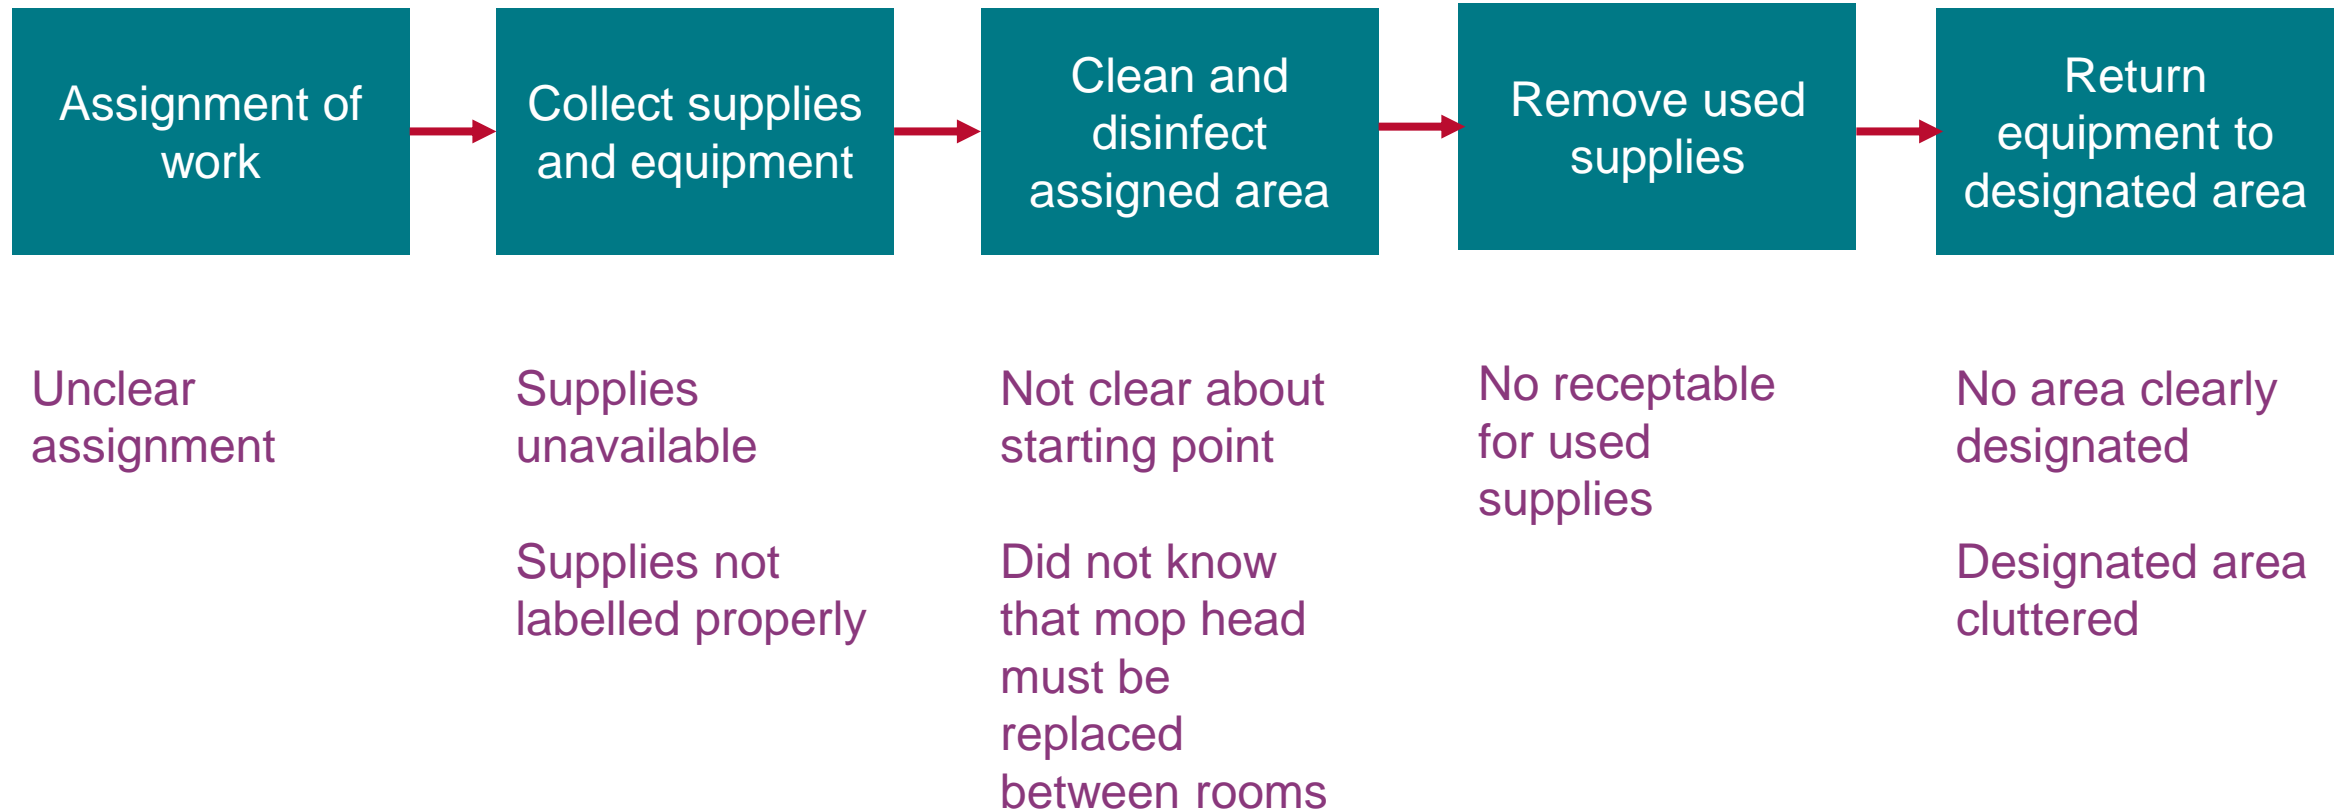 Assignment of
work
Collect supplies
and equipment
Clean and
disinfect
assigned area
Remove used
supplies
Return
equipment to
designated area
Unclear
assignment
Supplies
unavailable
Supplies not
labelled properly
Not clear about
starting point
Did not know
that mop head
must be
replaced
between rooms
No receptable
for used
supplies
No area clearly
designated
Designated area
cluttered